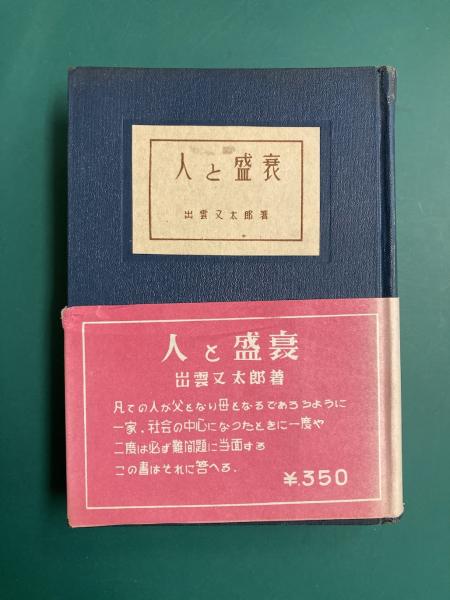 人と盛衰
出雲又太郎著
人と盛衰
出雲又太郎著
凡ての人が父となり母となるであろうように
一家、社会の中心になつたときに一度や
二度は必ず難问題に当面する
この書はそれに答へる.
¥.350